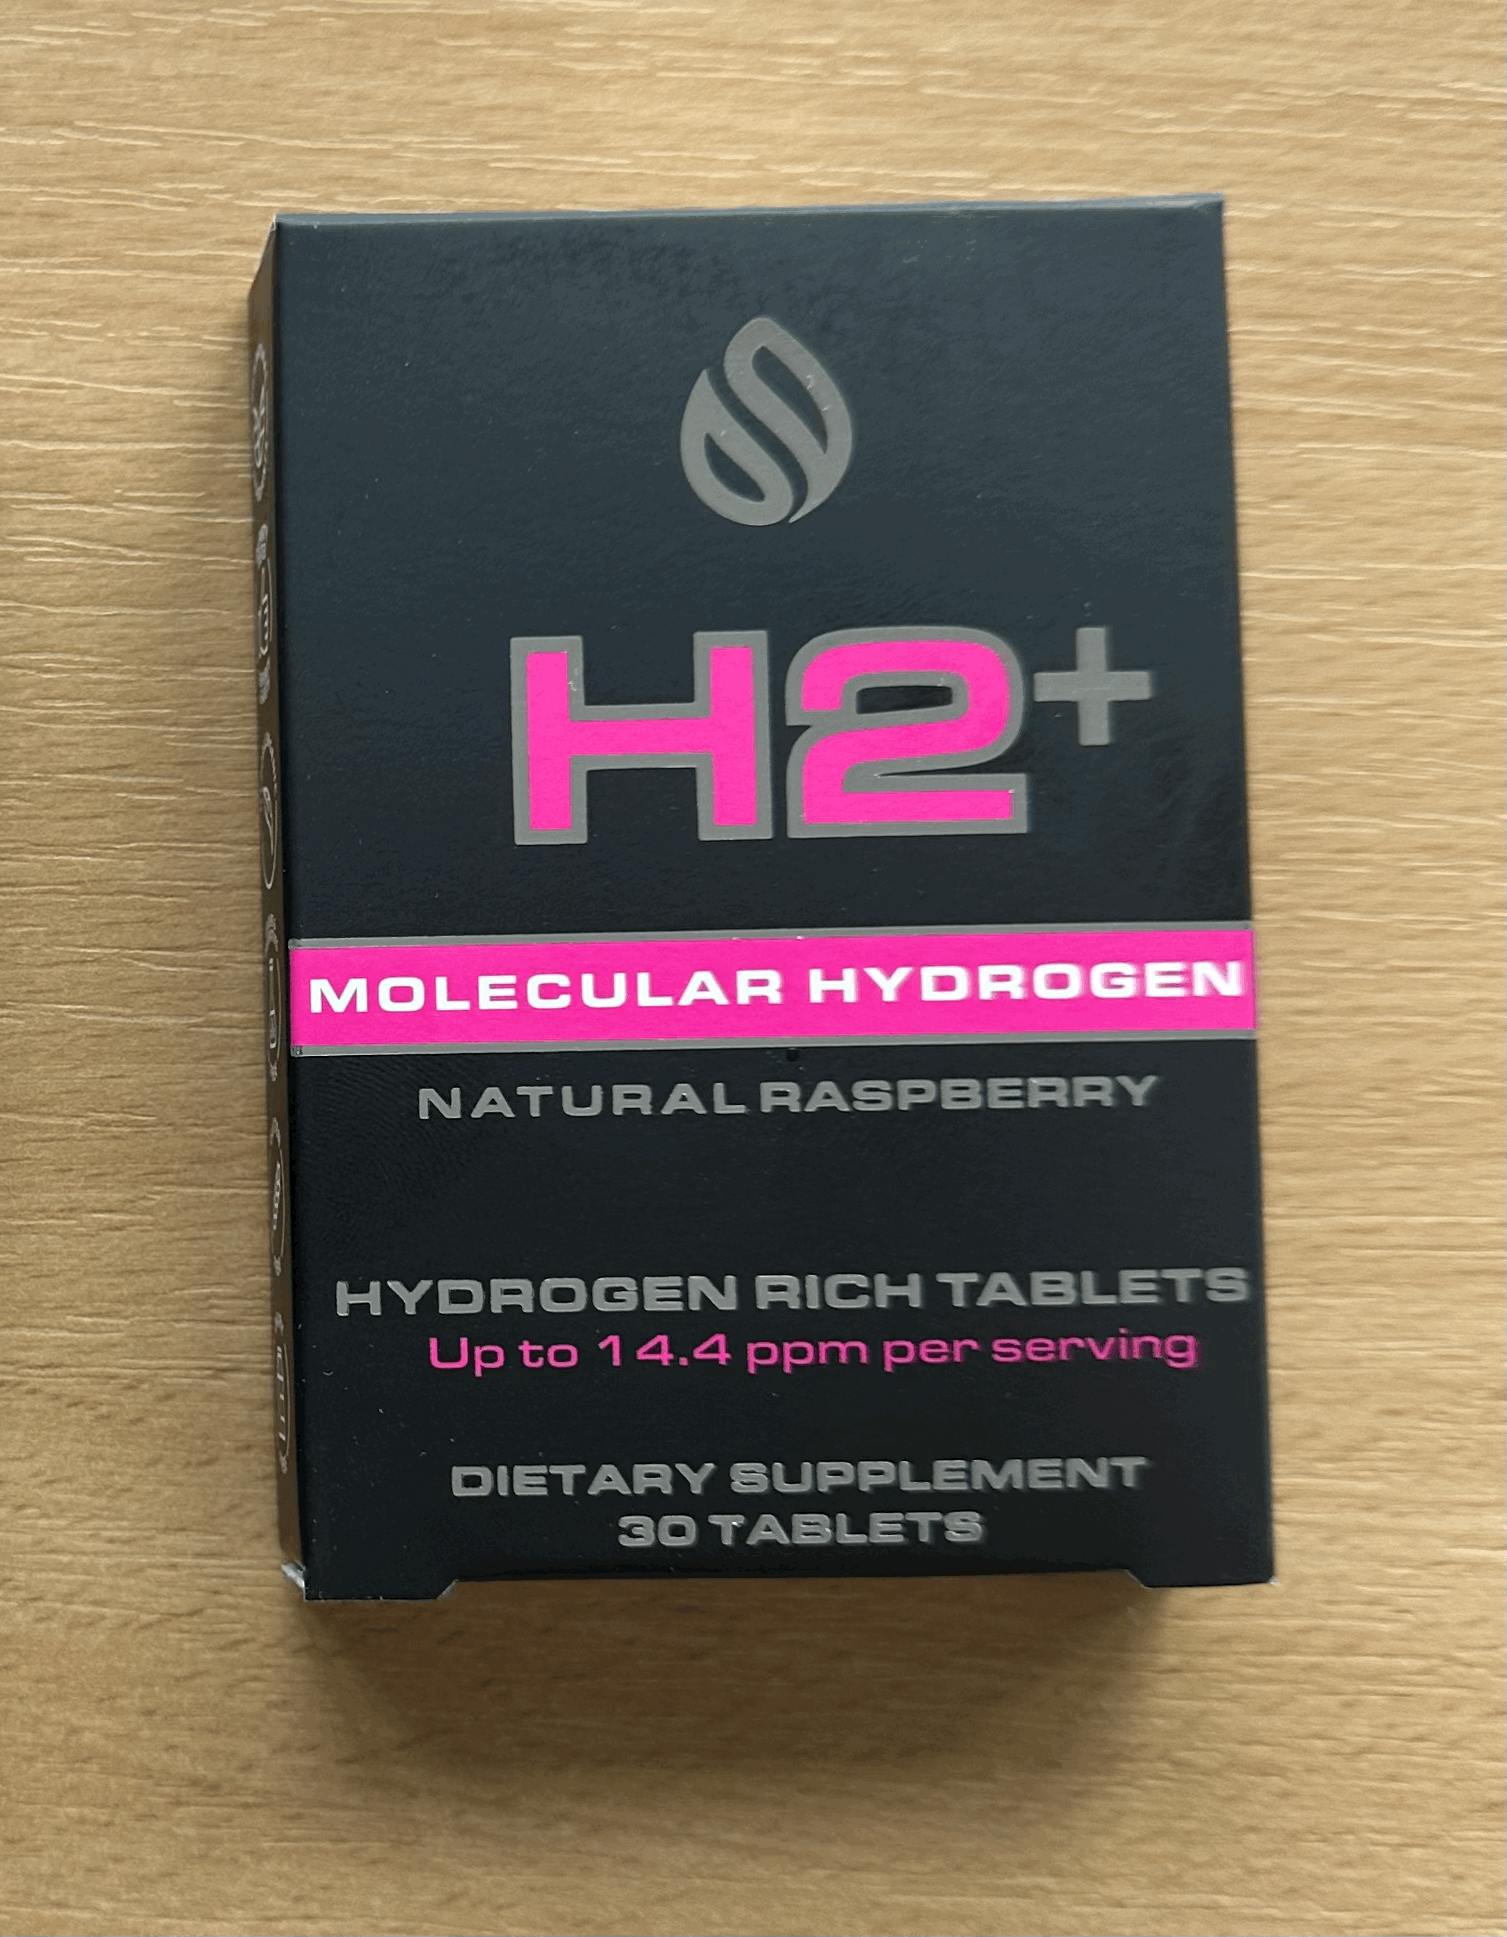 H2+
MOLECULAR HYDROGEN
NATURAL RASPBERRY
HYDROGEN RICH TABLETS
Up to 14.4 ppm per serving
DIETARY SUPPLEMENT
30 TABLETS